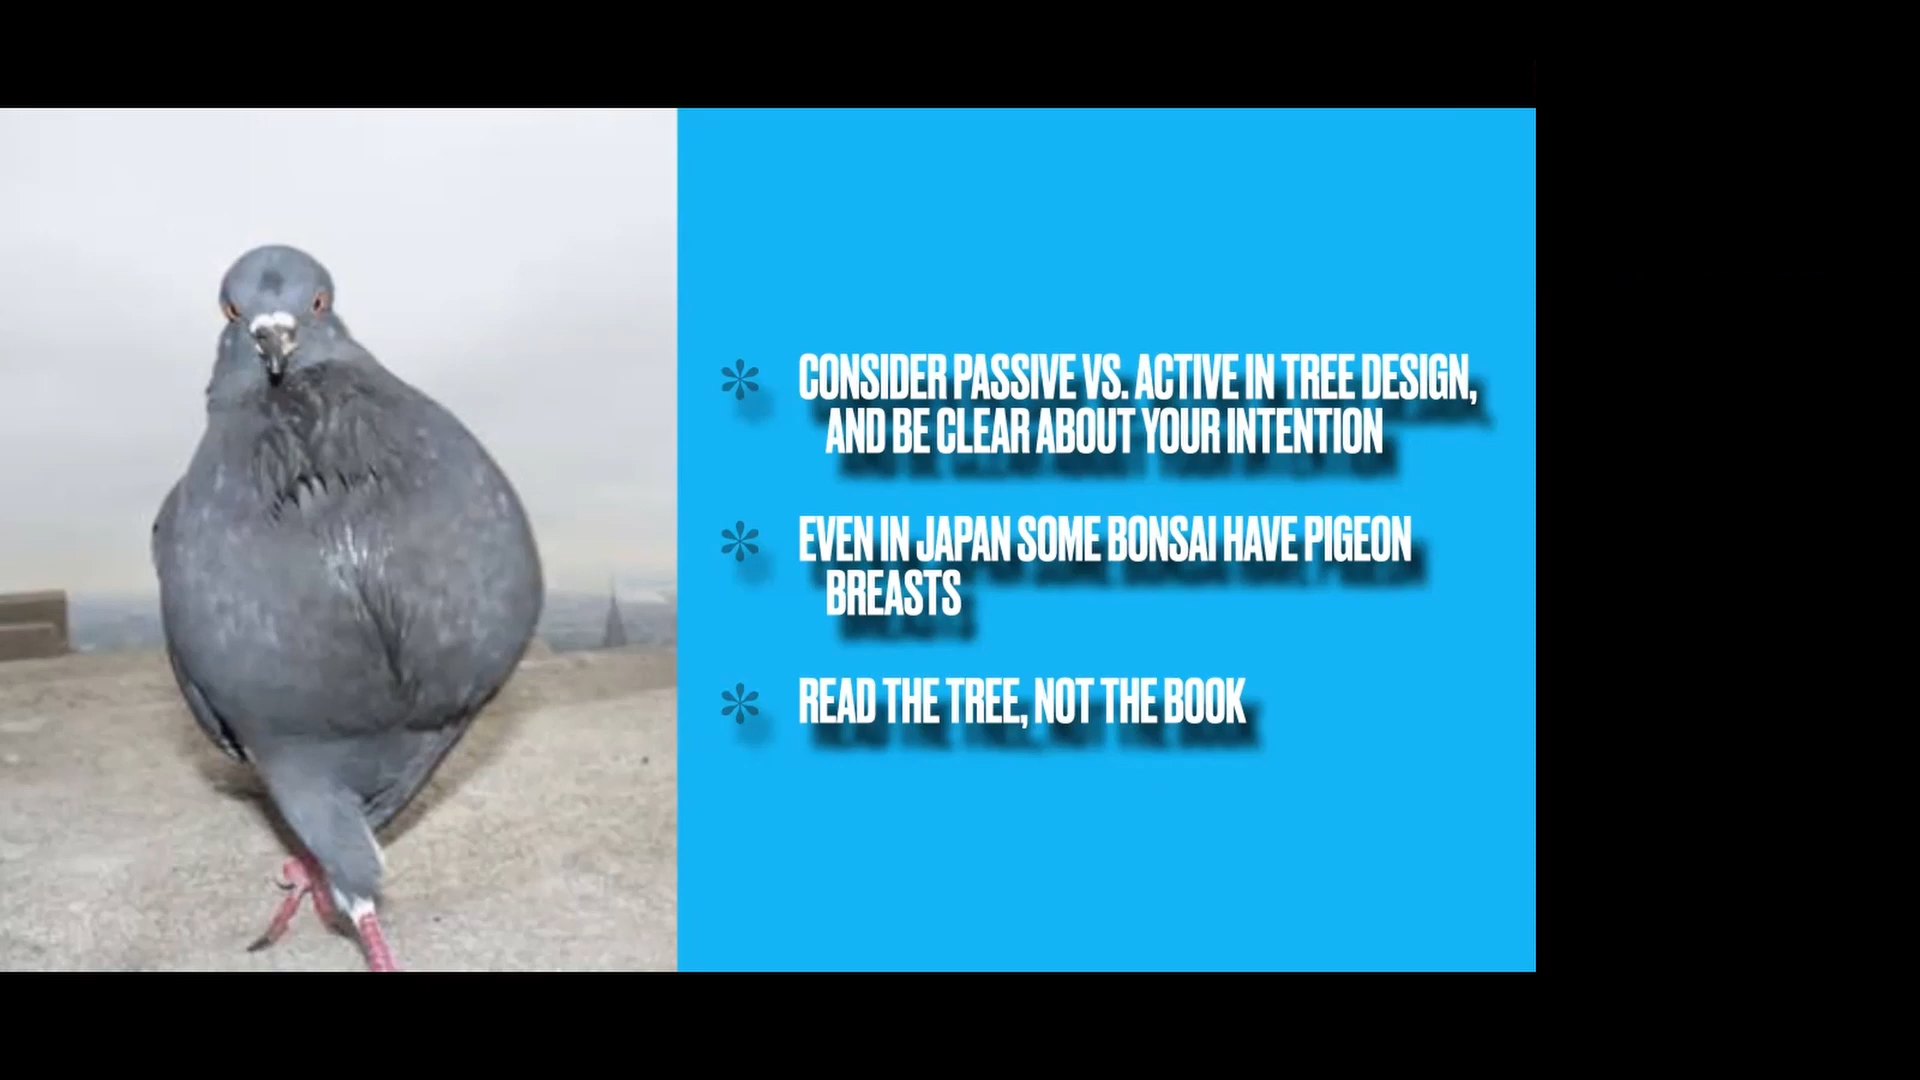 * CONSIDER PASSIVE VS. ACTIVE IN TREE DESIGN,
AND BE CLEAR ABOUT YOUR INTENTION
* EVEN IN JAPAN SOME BONSAI HAVE PIGEON
BREASTS
* READ THE TREE, NOT THE BOOK